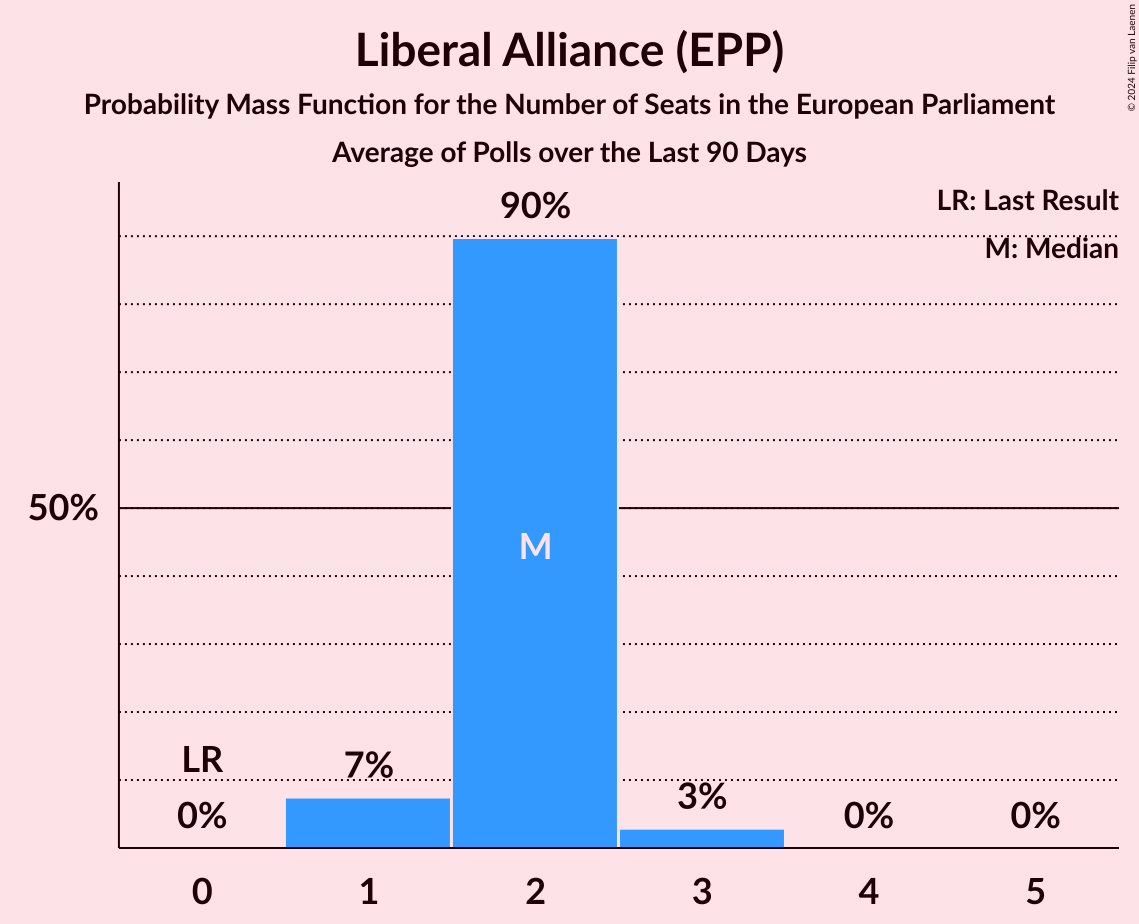 Liberal Alliance (EPP)
Probability Mass Function for the Number of Seats in the European Parliament
Average of Polls over the Last 90 Days
© 2024 Filip van Laenen
LR: Last Result
M: Median
90%
50%
M
LR
0%
7%
3%
0%
0%
0 1 2 3 4 5